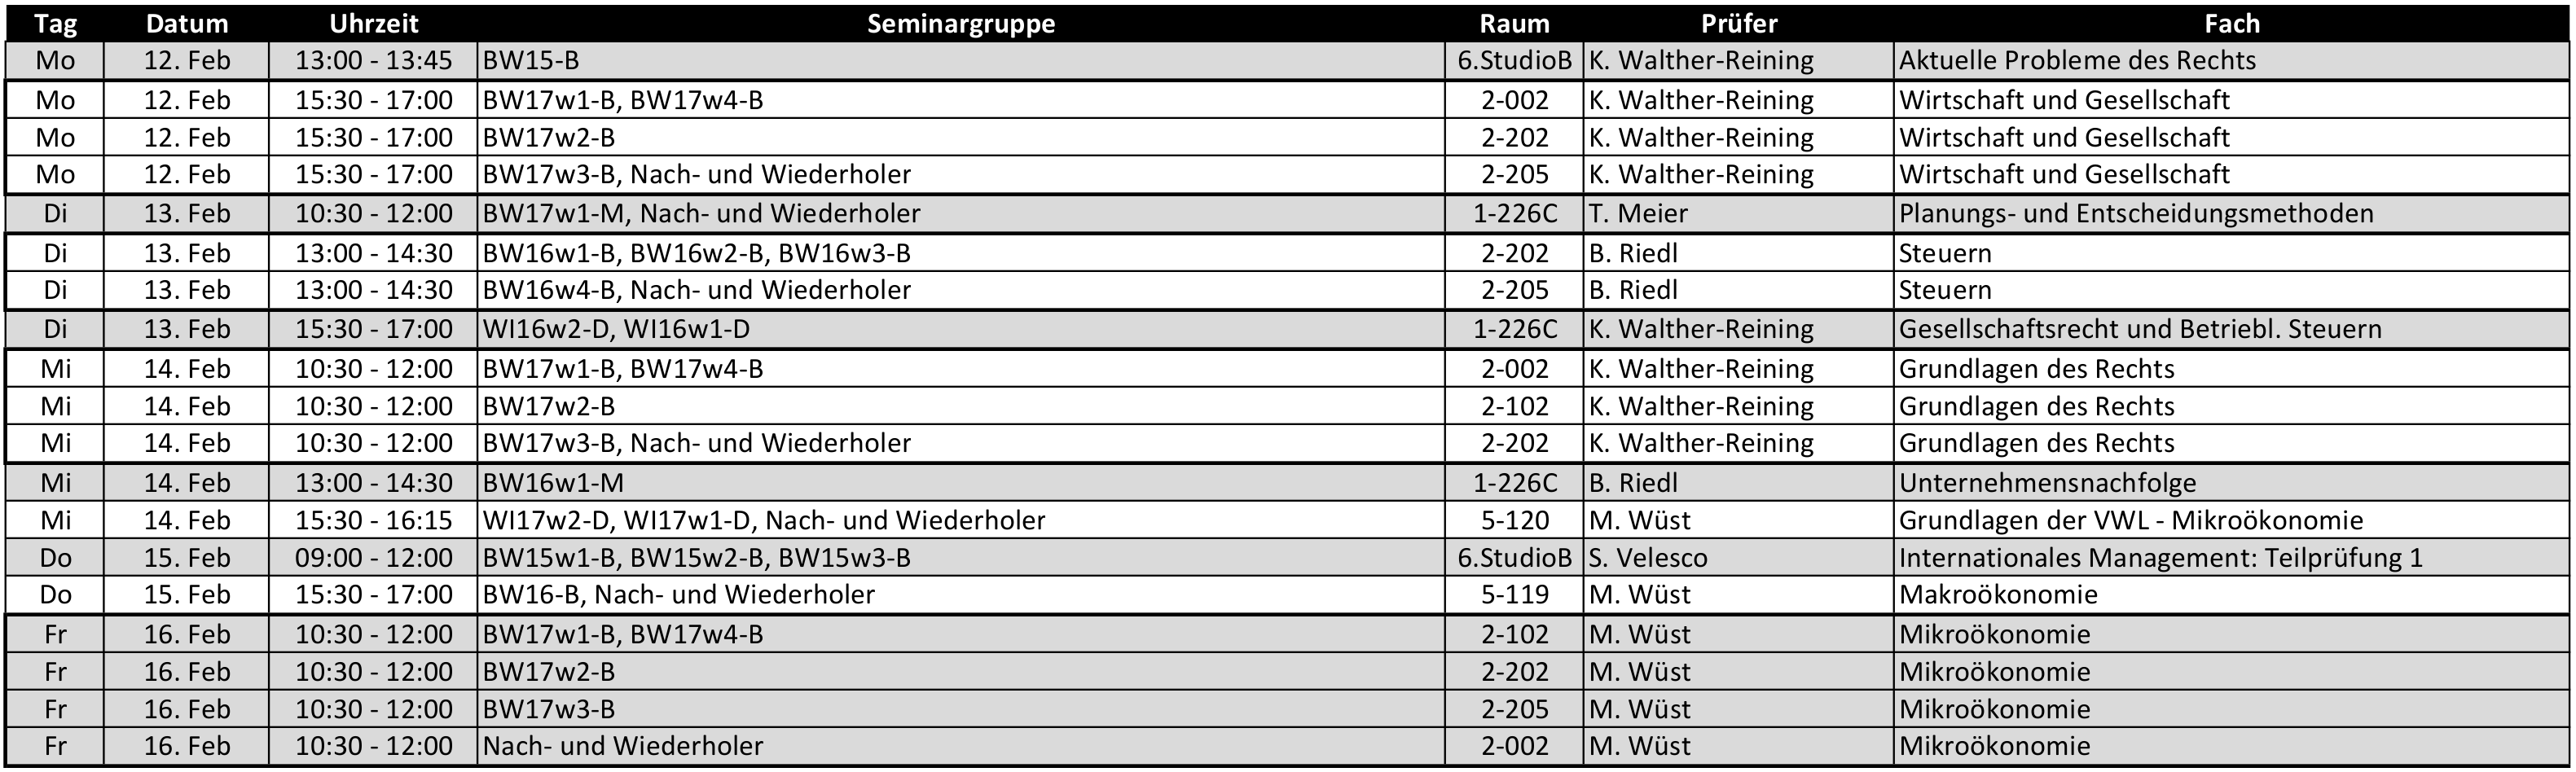 Tag Datum Uhrzeit Seminargruppe Raum Prüfer Fach
Mo 12. Feb 13:00 - 13:45 BW15-B 6.StudioB K. Walther-Reining Aktuelle Probleme des Rechts
Mo 12. Feb 15:30 - 17:00 BW17w1-B, BW17w4-B 2-002 K. Walther-Reining Wirtschaft und Gesellschaft
Mo 12. Feb 15:30 - 17:00 BW17w2-B 2-202 K. Walther-Reining Wirtschaft und Gesellschaft
Mo 12. Feb 15:30 - 17:00 BW17w3-B, Nach- und Wiederholer 2-205 K. Walther-Reining Wirtschaft und Gesellschaft
Di 13. Feb 10:30 - 12:00 BW17w1-M, Nach- und Wiederholer 1-226C T. Meier Planungs- und Entscheidungsmethoden
Di 13. Feb 13:00 - 14:30 BW16w1-B, BW16w2-B, BW16w3-B 2-202 B. Riedl Steuern
Di 13. Feb 13:00 - 14:30 BW16w4-B, Nach- und Wiederholer 2-205 B. Riedl Steuern
Di 13. Feb 15:30 - 17:00 WI16w2-D, WI16w1-D 1-226C K. Walther-Reining Gesellschaftsrecht und Betriebl. Steuern
Mi 14. Feb 10:30 - 12:00 BW17w1-B, BW17w4-B 2-002 K. Walther-Reining Grundlagen des Rechts
Mi 14. Feb 10:30 - 12:00 BW17w2-B 2-102 K. Walther-Reining Grundlagen des Rechts
Mi 14. Feb 10:30 - 12:00 BW17w3-B, Nach- und Wiederholer 2-202 K. Walther-Reining Grundlagen des Rechts
Mi 14. Feb 13:00 - 14:30 BW16w1-M 1-226C B. Riedl Unternehmensnachfolge
Mi 14. Feb 15:30 - 16:15 WI17w2-D, WI17w1-D, Nach- und Wiederholer 5-120 M. Wüst Grundlagen der VWL - Mikroökonomie
Do 15. Feb 09:00 - 12:00 BW15w1-B, BW15w2-B, BW15w3-B 6.StudioB S. Velesco Internationales Management: Teilprüfung 1
Do 15. Feb 15:30 - 17:00 BW16-B, Nach- und Wiederholer 5-119 M. Wüst Makroökonomie
Fr 16. Feb 10:30 - 12:00 BW17w1-B, BW17w4-B 2-102 M. Wüst Mikroökonomie
Fr 16. Feb 10:30 - 12:00 BW17w2-B 2-202 M. Wüst Mikroökonomie
Fr 16. Feb 10:30 - 12:00 BW17w3-B 2-205 M. Wüst Mikroökonomie
Fr 16. Feb 10:30 - 12:00 Nach- und Wiederholer 2-002 M. Wüst Mikroökonomie